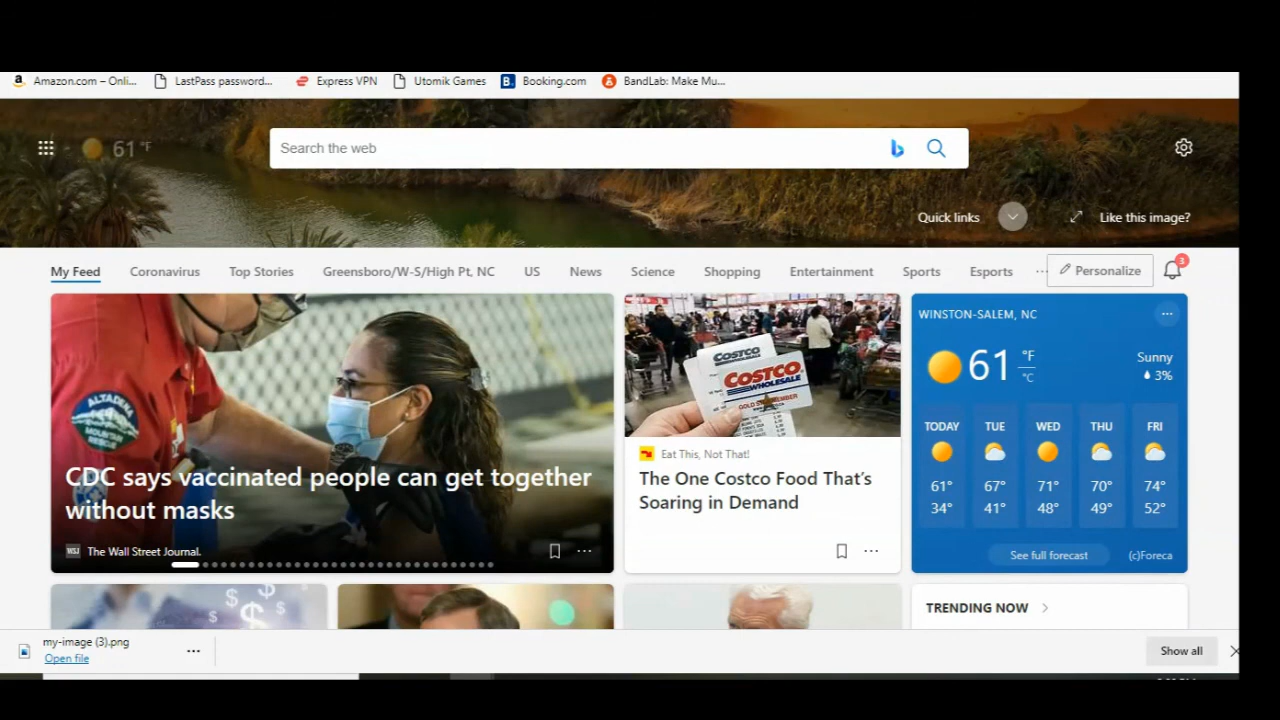 Amazon.com – Onli...
LastPass password...
Express VPN
Utomik Games
B.
Booking.com
BandLab: Make Mu...
61 °F
Search the web
Quick links
Like this image?
My Feed
Coronavirus
Top Stories
Greensboro/W-S/High Pt, NC
US
News
Science
Shopping
Entertainment
Sports
Esports
...
Personalize
3
ALTADENA
MOUNTAIN
RESCUE
CDC says vaccinated people can get together
without masks
WSJ
The Wall Street Journal.
COSTCO
COSTCO
WHOLESALE
Eat This, Not That!
The One Costco Food That's
Soaring in Demand
WINSTON-SALEM, NC
61 °F
°C
Sunny
3%
TODAY
TUE
WED
THU
FRI
61°
67°
71°
70°
74°
34°
41°
48°
49°
52°
See full forecast
(c)Foreca
TRENDING NOW
my-image (3).png
Open file
Show all